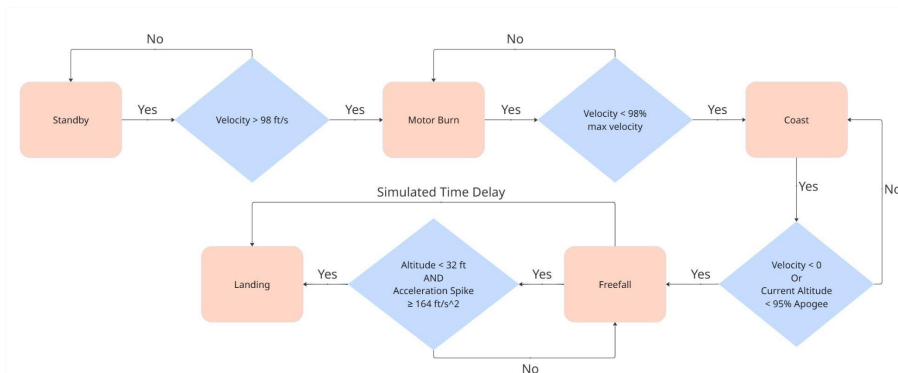 No
No
Standby
Yes
Velocity > 98 ft/s
Yes
Motor Burn
Yes
Velocity < 98%
max velocity
Yes
Coast
Yes
No
Simulated Time Delay
Landing
Yes
Altitude < 32 ft
AND
Acceleration Spike
≥ 164 ft/s^2
Yes
Freefall
Yes
Velocity < 0
Or
Current Altitude
< 95% Apogee
No